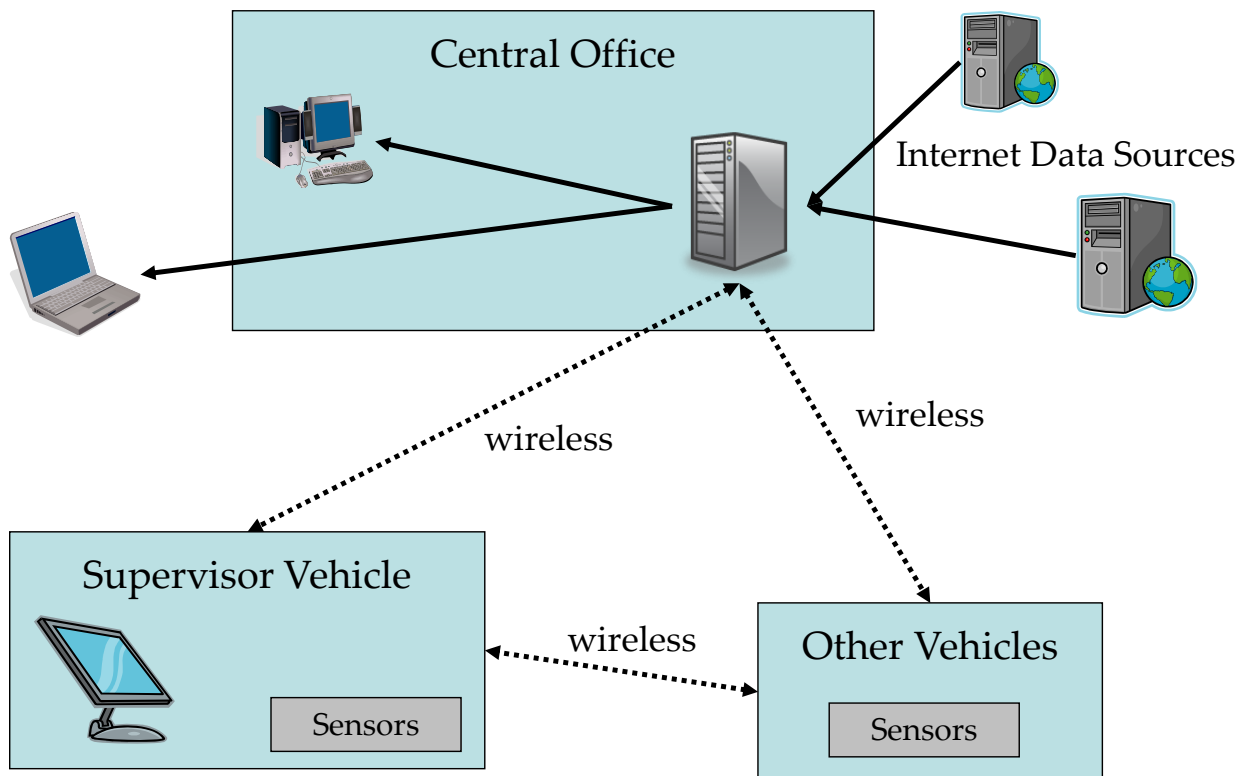 Central Office
Internet Data Sources
wireless
wireless
Supervisor Vehicle
wireless
Other Vehicles
Sensors
Sensors